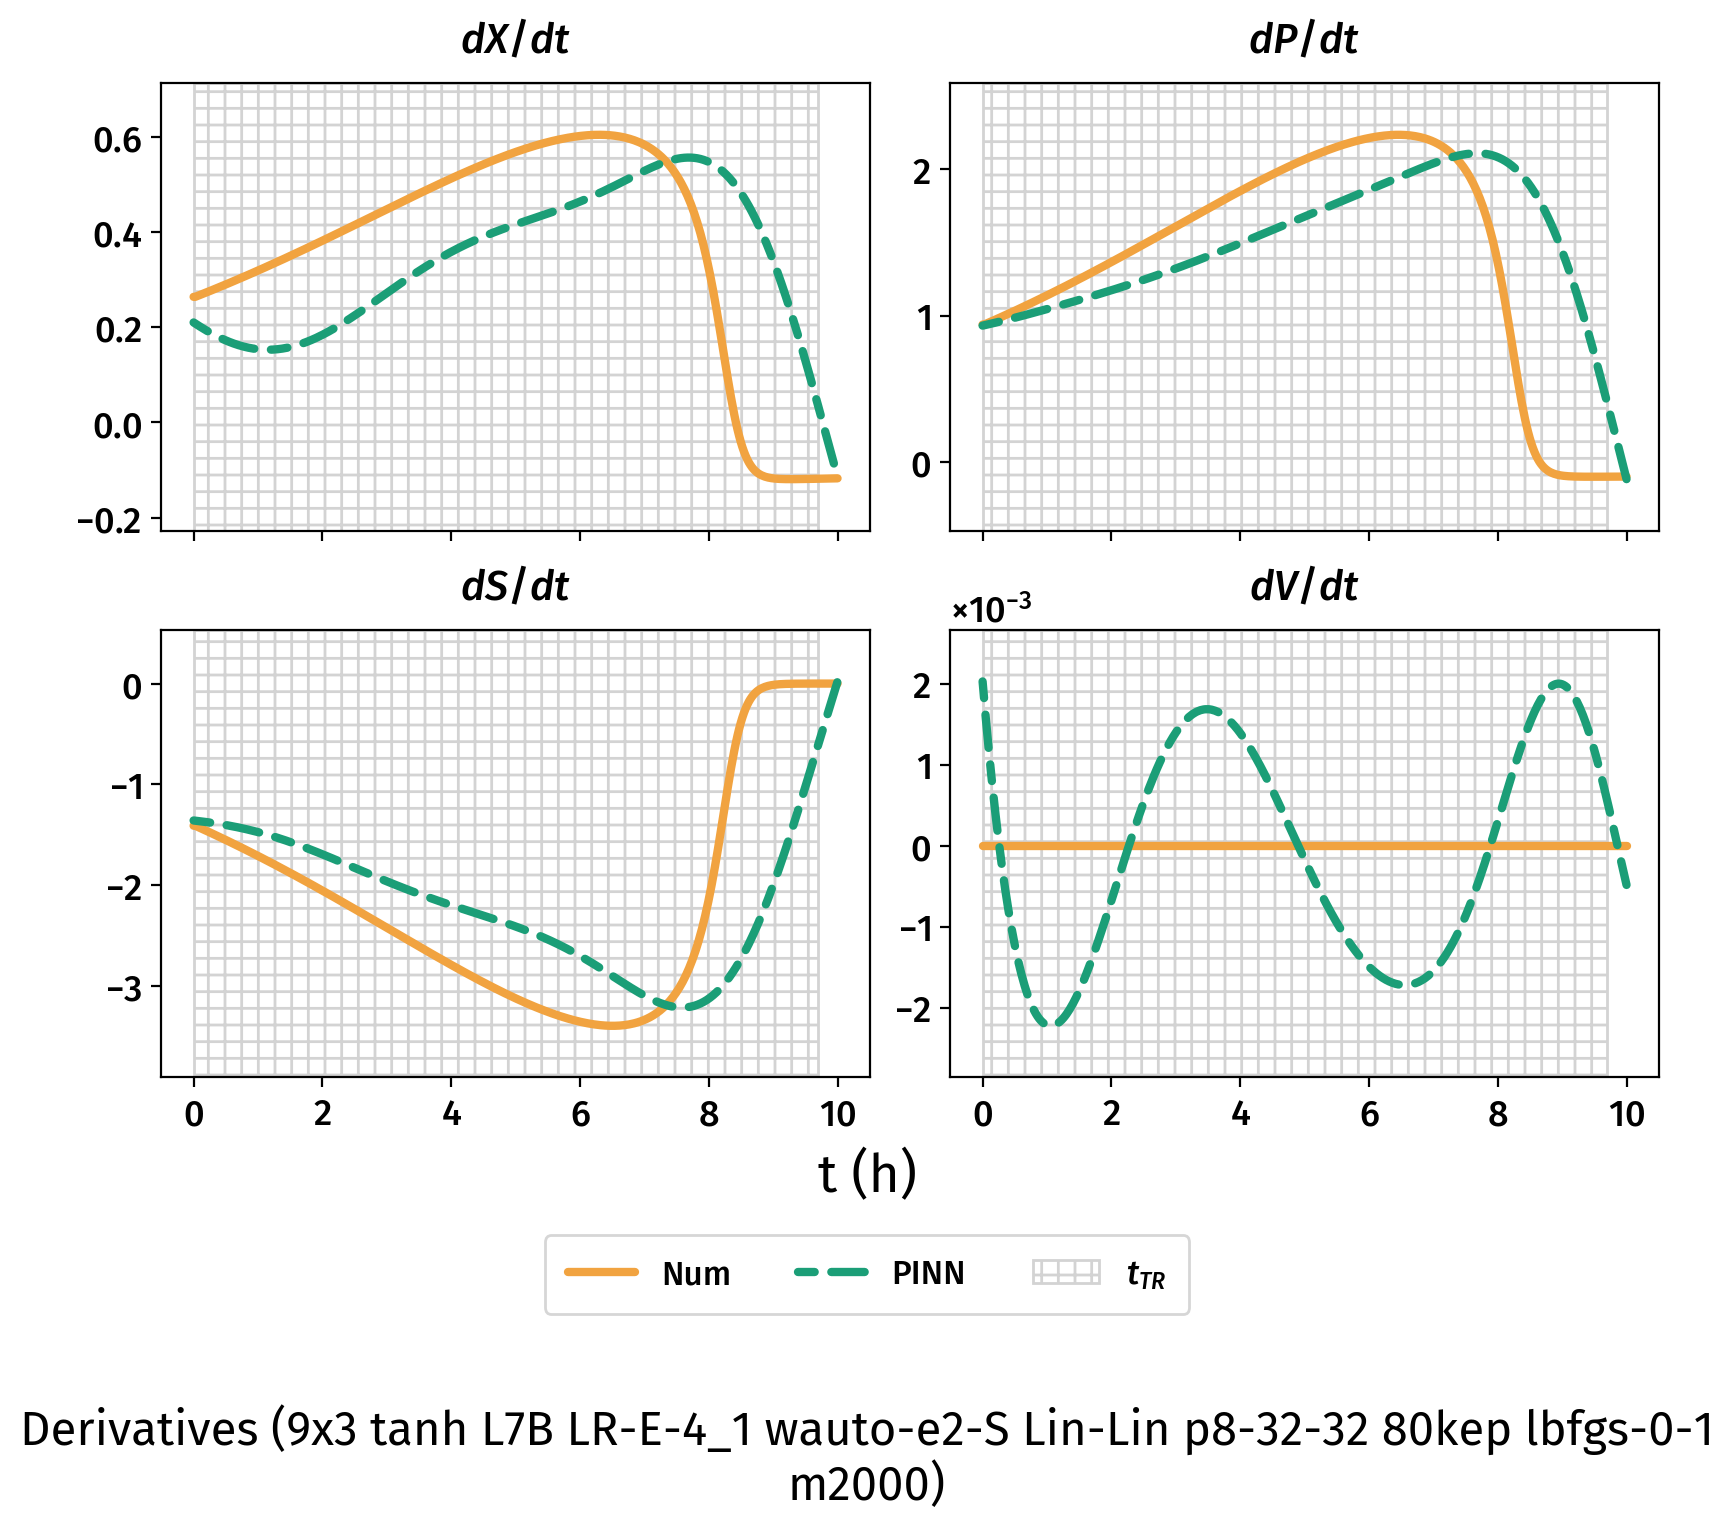 dX/dt
dP/dt
0.6
0.4
0.2
0.0
−0.2
2
1
0
dS/dt
dV/dt
×10⁻³
0
−1
−2
−3
2
1
0
−1
−2
0 2 4 6 8 10
0 2 4 6 8 10
t (h)
Num PINN t_TR
Derivatives (9x3 tanh L7B LR-E-4_1 wauto-e2-S Lin-Lin p8-32-32 80kep lbfgs-0-1
m2000)